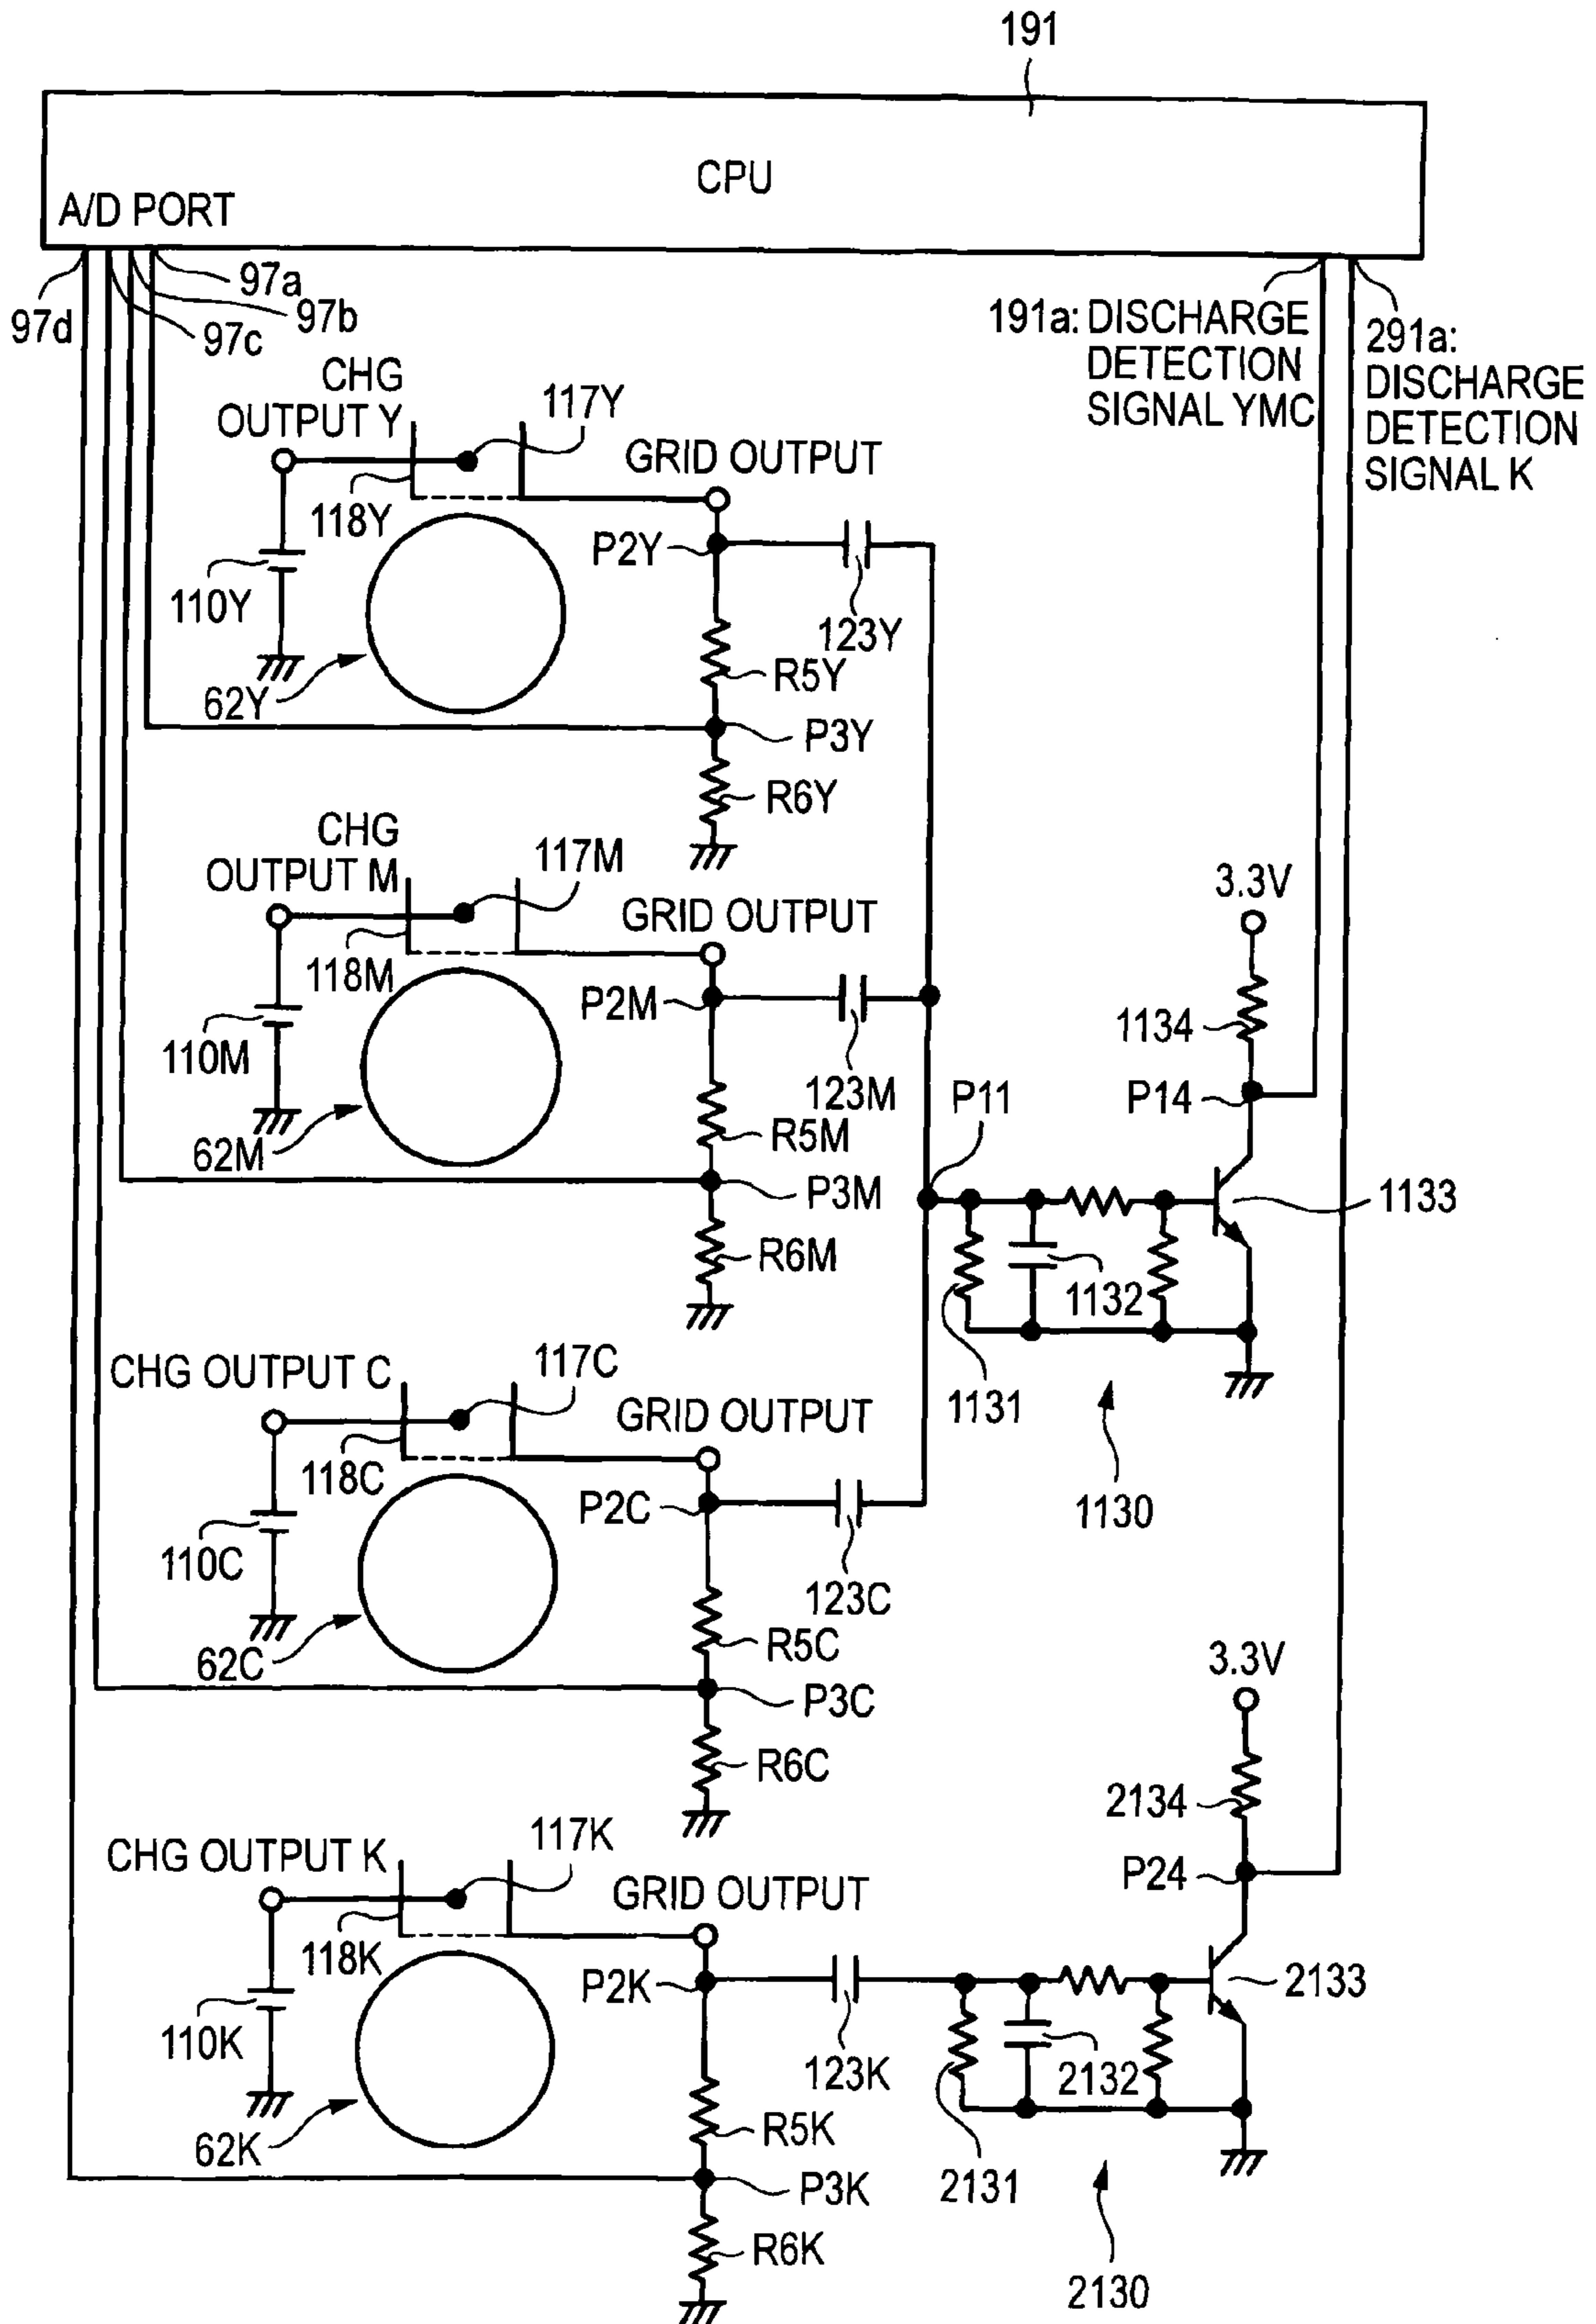 191
CPU
A/D PORT
97a
97b
97c
97d
191a: DISCHARGE
DETECTION
SIGNAL YMC
291a:
DISCHARGE
DETECTION
SIGNAL K
CHG
OUTPUT Y
117Y
GRID OUTPUT
118Y
P2Y
110Y
123Y
62Y
R5Y
P3Y
R6Y
CHG
OUTPUT M
117M
GRID OUTPUT
3.3V
118M
P2M
1134
110M
123M
P11
P14
62M
R5M
P3M
1133
R6M
1132
CHG OUTPUT C
117C
1131
GRID OUTPUT
118C
P2C
1130
110C
123C
62C
R5C
3.3V
P3C
R6C
2134
CHG OUTPUT K
117K
P24
GRID OUTPUT
118K
P2K
2133
110K
123K
2132
62K
R5K
2131
P3K
R6K
2130